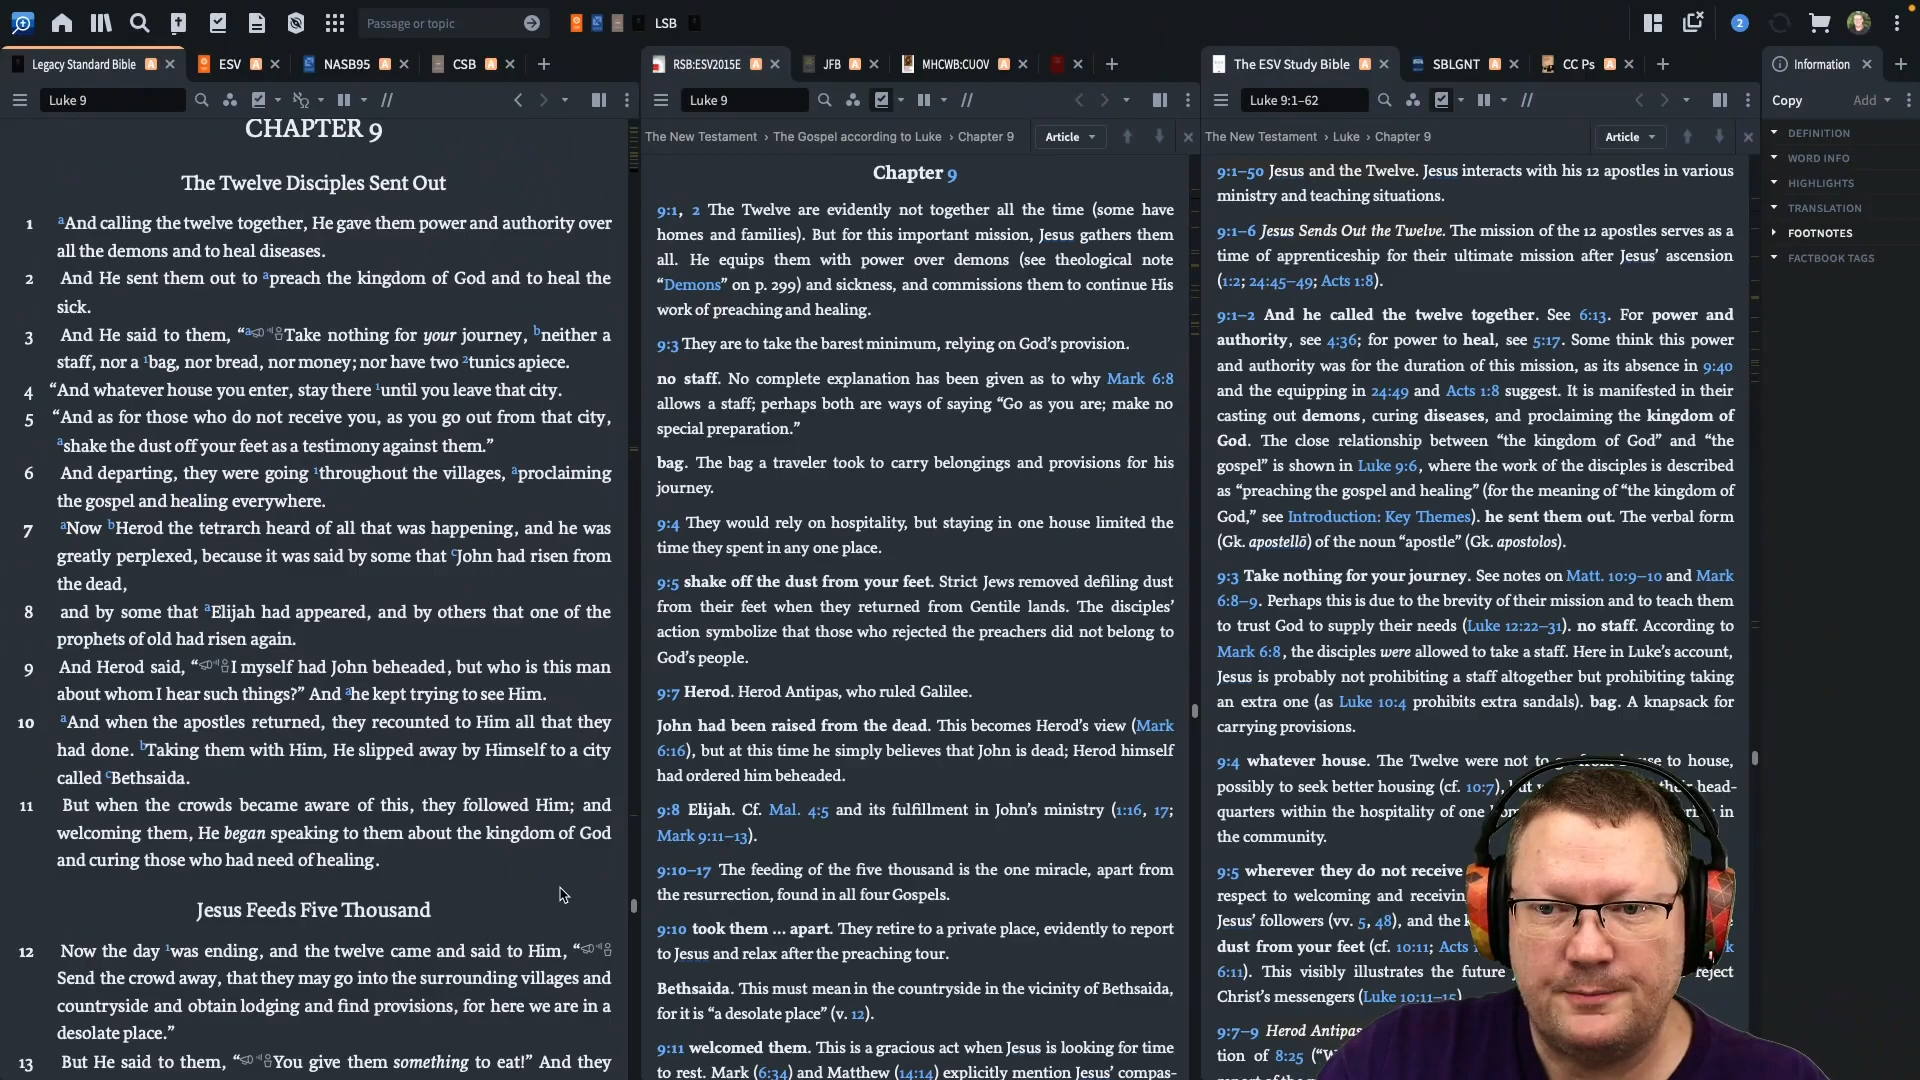 Passage or topic
LSB
2
Legacy Standard Bible A
ESV A
NASB95 A
CSB A
Luke 9
CHAPTER 9
The Twelve Disciples Sent Out
1 aAnd calling the twelve together, He gave them power and authority over
all the demons and to heal diseases.
2 And He sent them out to apreach the kingdom of God and to heal the
sick.
3 And He said to them, “aTake nothing for your journey, bneither a
staff, nor a 1bag, nor bread, nor money; nor have two 2tunics apiece.
4 “And whatever house you enter, stay there 1until you leave that city.
5 “And as for those who do not receive you, as you go out from that city,
ashake the dust off your feet as a testimony against them.”
6 And departing, they were going 1throughout the villages, aproclaiming
the gospel and healing everywhere.
7 aNow bHerod the tetrarch heard of all that was happening, and he was
greatly perplexed, because it was said by some that cJohn had risen from
the dead,
8 and by some that aElijah had appeared, and by others that one of the
prophets of old had risen again.
9 And Herod said, “I myself had John beheaded, but who is this man
about whom I hear such things?” And ahe kept trying to see Him.
10 aAnd when the apostles returned, they recounted to Him all that they
had done. bTaking them with Him, He slipped away by Himself to a city
called cBethsaida.
11 But when the crowds became aware of this, they followed Him; and
welcoming them, He began speaking to them about the kingdom of God
and curing those who had need of healing.
Jesus Feeds Five Thousand
12 Now the day 1was ending, and the twelve came and said to Him, “
Send the crowd away, that they may go into the surrounding villages and
countryside and obtain lodging and find provisions, for here we are in a
desolate place.”
13 But He said to them, “You give them something to eat!” And they
RSB:ESV2015E A
JFB A
MHCWB:CUOV A
A
Luke 9
The New Testament › The Gospel according to Luke › Chapter 9
Article
Chapter 9
9:1, 2 The Twelve are evidently not together all the time (some have
homes and families). But for this important mission, Jesus gathers them
all. He equips them with power over demons (see theological note
“Demons” on p. 299) and sickness, and commissions them to continue His
work of preaching and healing.
9:3 They are to take the barest minimum, relying on God’s provision.
no staff. No complete explanation has been given as to why Mark 6:8
allows a staff; perhaps both are ways of saying “Go as you are; make no
special preparation.”
bag. The bag a traveler took to carry belongings and provisions for his
journey.
9:4 They would rely on hospitality, but staying in one house limited the
time they spent in any one place.
9:5 shake off the dust from your feet. Strict Jews removed defiling dust
from their feet when they returned from Gentile lands. The disciples’
action symbolize that those who rejected the preachers did not belong to
God’s people.
9:7 Herod. Herod Antipas, who ruled Galilee.
John had been raised from the dead. This becomes Herod’s view (Mark
6:16), but at this time he simply believes that John is dead; Herod himself
had ordered him beheaded.
9:8 Elijah. Cf. Mal. 4:5 and its fulfillment in John’s ministry (1:16, 17;
Mark 9:11–13).
9:10–17 The feeding of the five thousand is the one miracle, apart from
the resurrection, found in all four Gospels.
9:10 took them ... apart. They retire to a private place, evidently to report
to Jesus and relax after the preaching tour.
Bethsaida. This must mean in the countryside in the vicinity of Bethsaida,
for it is “a desolate place” (v. 12).
9:11 welcomed them. This is a gracious act when Jesus is looking for time
to rest. Mark (6:34) and Matthew (14:14) explicitly mention Jesus’ compas-
The ESV Study Bible A
SBLGNT A
CC Ps A
Luke 9:1–62
The New Testament › Luke › Chapter 9
Article
9:1–50 Jesus and the Twelve. Jesus interacts with his 12 apostles in various
ministry and teaching situations.
9:1–6 Jesus Sends Out the Twelve. The mission of the 12 apostles serves as a
time of apprenticeship for their ultimate mission after Jesus’ ascension
(1:2; 24:45–49; Acts 1:8).
9:1–2 And he called the twelve together. See 6:13. For power and
authority, see 4:36; for power to heal, see 5:17. Some think this power
and authority was for the duration of this mission, as its absence in 9:40
and the equipping in 24:49 and Acts 1:8 suggest. It is manifested in their
casting out demons, curing diseases, and proclaiming the kingdom of
God. The close relationship between “the kingdom of God” and “the
gospel” is shown in Luke 9:6, where the work of the disciples is described
as “preaching the gospel and healing” (for the meaning of “the kingdom of
God,” see Introduction: Key Themes). he sent them out. The verbal form
(Gk. apostellō) of the noun “apostle” (Gk. apostolos).
9:3 Take nothing for your journey. See notes on Matt. 10:9–10 and Mark
6:8–9. Perhaps this is due to the brevity of their mission and to teach them
to trust God to supply their needs (Luke 12:22–31). no staff. According to
Mark 6:8, the disciples were allowed to take a staff. Here in Luke’s account,
Jesus is probably not prohibiting a staff altogether but prohibiting taking
an extra one (as Luke 10:4 prohibits extra sandals). bag. A knapsack for
carrying provisions.
9:4 whatever house. The Twelve were not to house to house,
possibly to seek better housing (cf. 10:7), head-
quarters within the hospitality of one in
the community.
9:5 wherever they do not receive
respect to welcoming and
Jesus’ followers (vv. 5, 48), and the
dust from your feet (cf. 10:11; Acts
6:11). This visibly illustrates the future reject
Christ’s messengers (Luke 10:11–15)
9:7–9 Herod Antipas
tion of 8:25
Information
Copy
Add
DEFINITION
WORD INFO
HIGHLIGHTS
TRANSLATION
FOOTNOTES
FACTBOOK TAGS